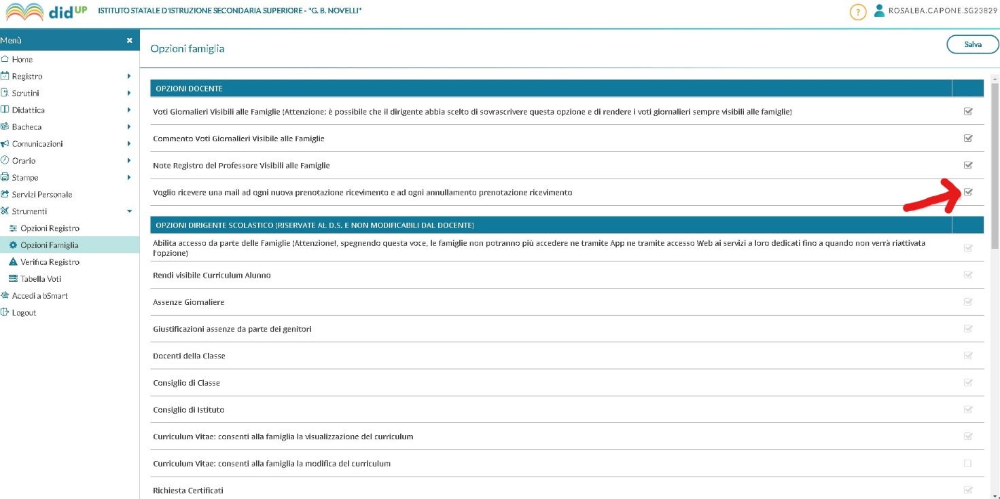 didUP ISTITUTO STATALE D'ISTRUZIONE SECONDARIA SUPERIORE - "G. B. NOVELLI"
? ROSALBA.CAPONE.SG23829
Menù
Home
Registro
Scrutini
Didattica
Bacheca
Comunicazioni
Orario
Stampe
Servizi Personale
Strumenti
Opzioni Registro
Opzioni Famiglia
Verifica Registro
Tabella Voti
Accedi a bSmart
Logout
Opzioni famiglia
Salva
OPZIONI DOCENTE
Voti Giornalieri Visibili alle Famiglie (Attenzione: è possibile che il dirigente abbia scelto di sovrascrivere questa opzione e di rendere i voti giornalieri sempre visibili alle famiglie)
Commento Voti Giornalieri Visibile alle Famiglie
Note Registro del Professore Visibili alle Famiglie
Voglio ricevere una mail ad ogni nuova prenotazione ricevimento e ad ogni annullamento prenotazione ricevimento
OPZIONI DIRIGENTE SCOLASTICO (RISERVATE AL D.S. E NON MODIFICABILI DAL DOCENTE)
Abilita accesso da parte delle Famiglie (Attenzione!, spegnendo questa voce, le famiglie non potranno più accedere ne tramite App ne tramite accesso Web ai servizi a loro dedicati fino a quando non verrà riattivata
l'opzione)
Rendi visibile Curriculum Alunno
Assenze Giornaliere
Giustificazioni assenze da parte dei genitori
Docenti della Classe
Consiglio di Classe
Consiglio di Istituto
Curriculum Vitae: consenti alla famiglia la visualizzazione del curriculum
Curriculum Vitae: consenti alla famiglia la modifica del curriculum
Richiesta Certificati